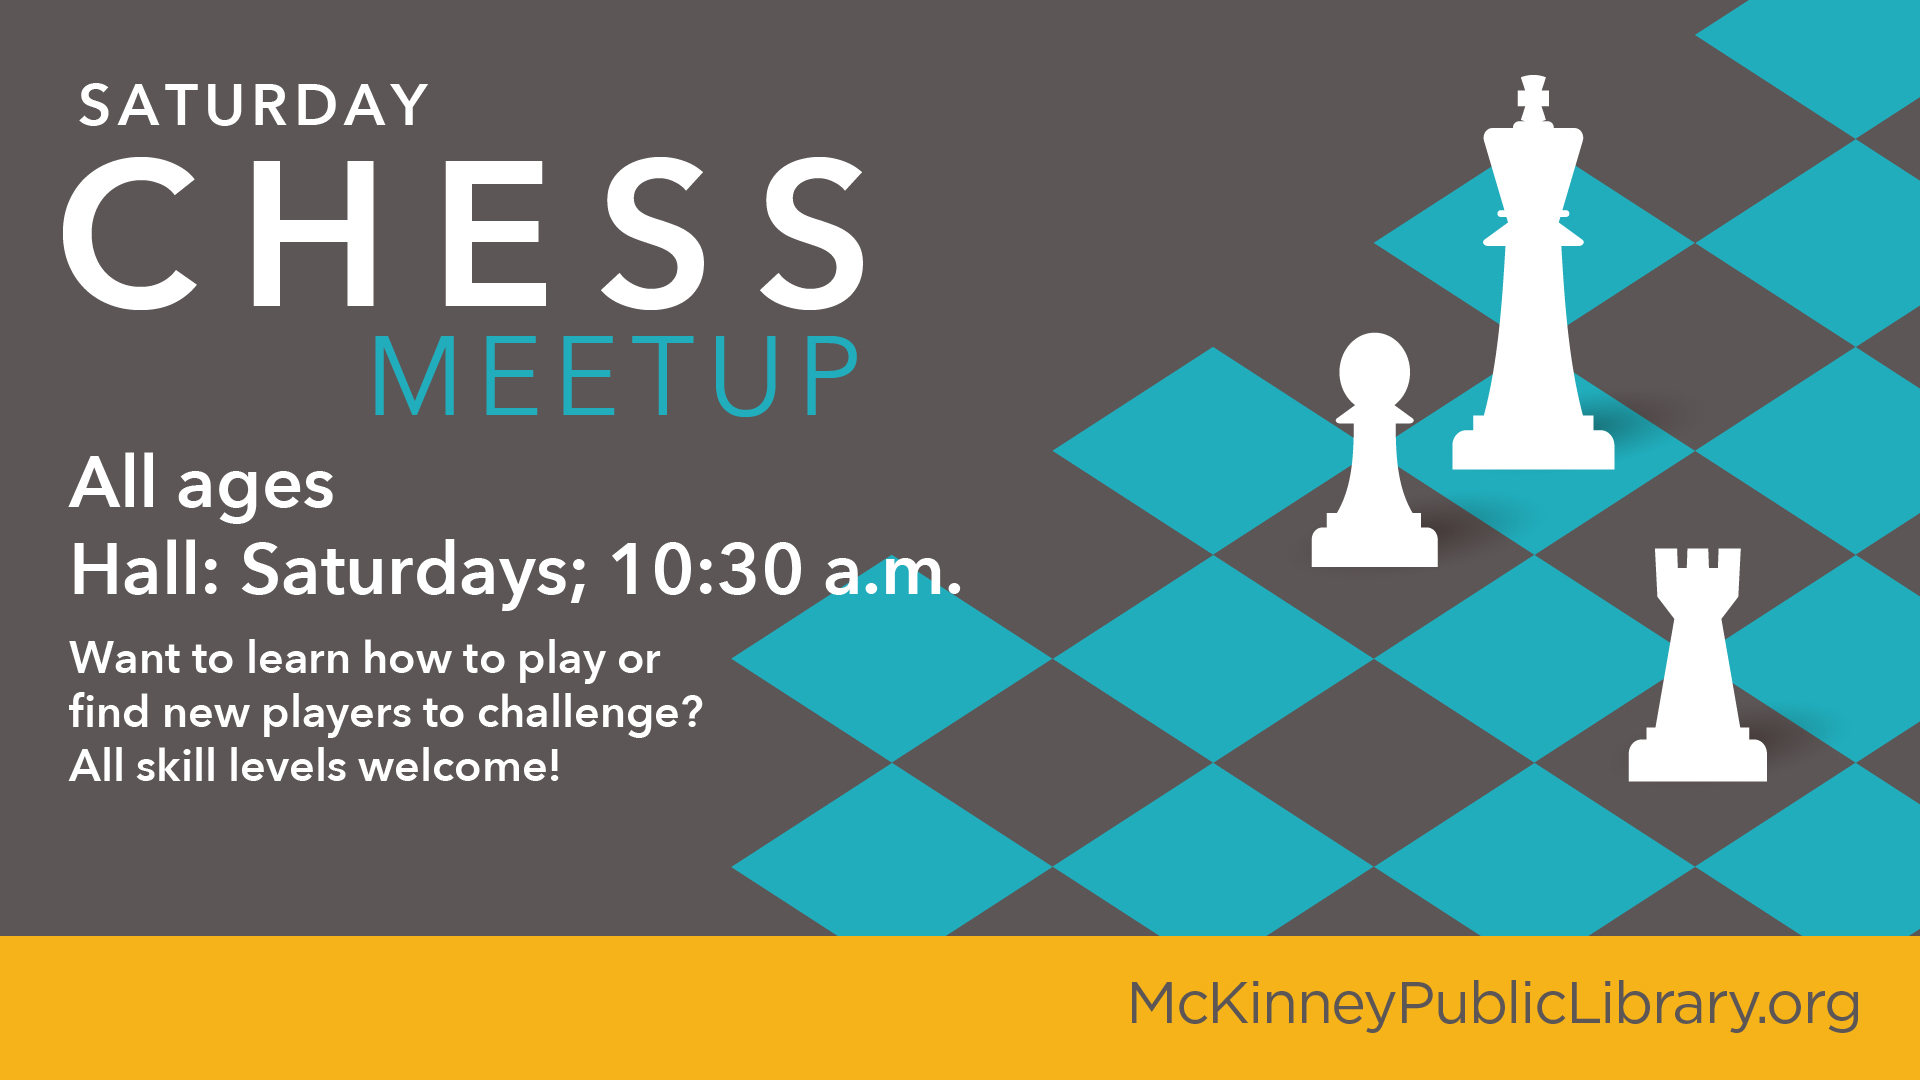 SATURDAY
CHESS
MEETUP
All ages
Hall: Saturdays; 10:30 a.m.
Want to learn how to play or
find new players to challenge?
All skill levels welcome!
McKinneyPublicLibrary.org